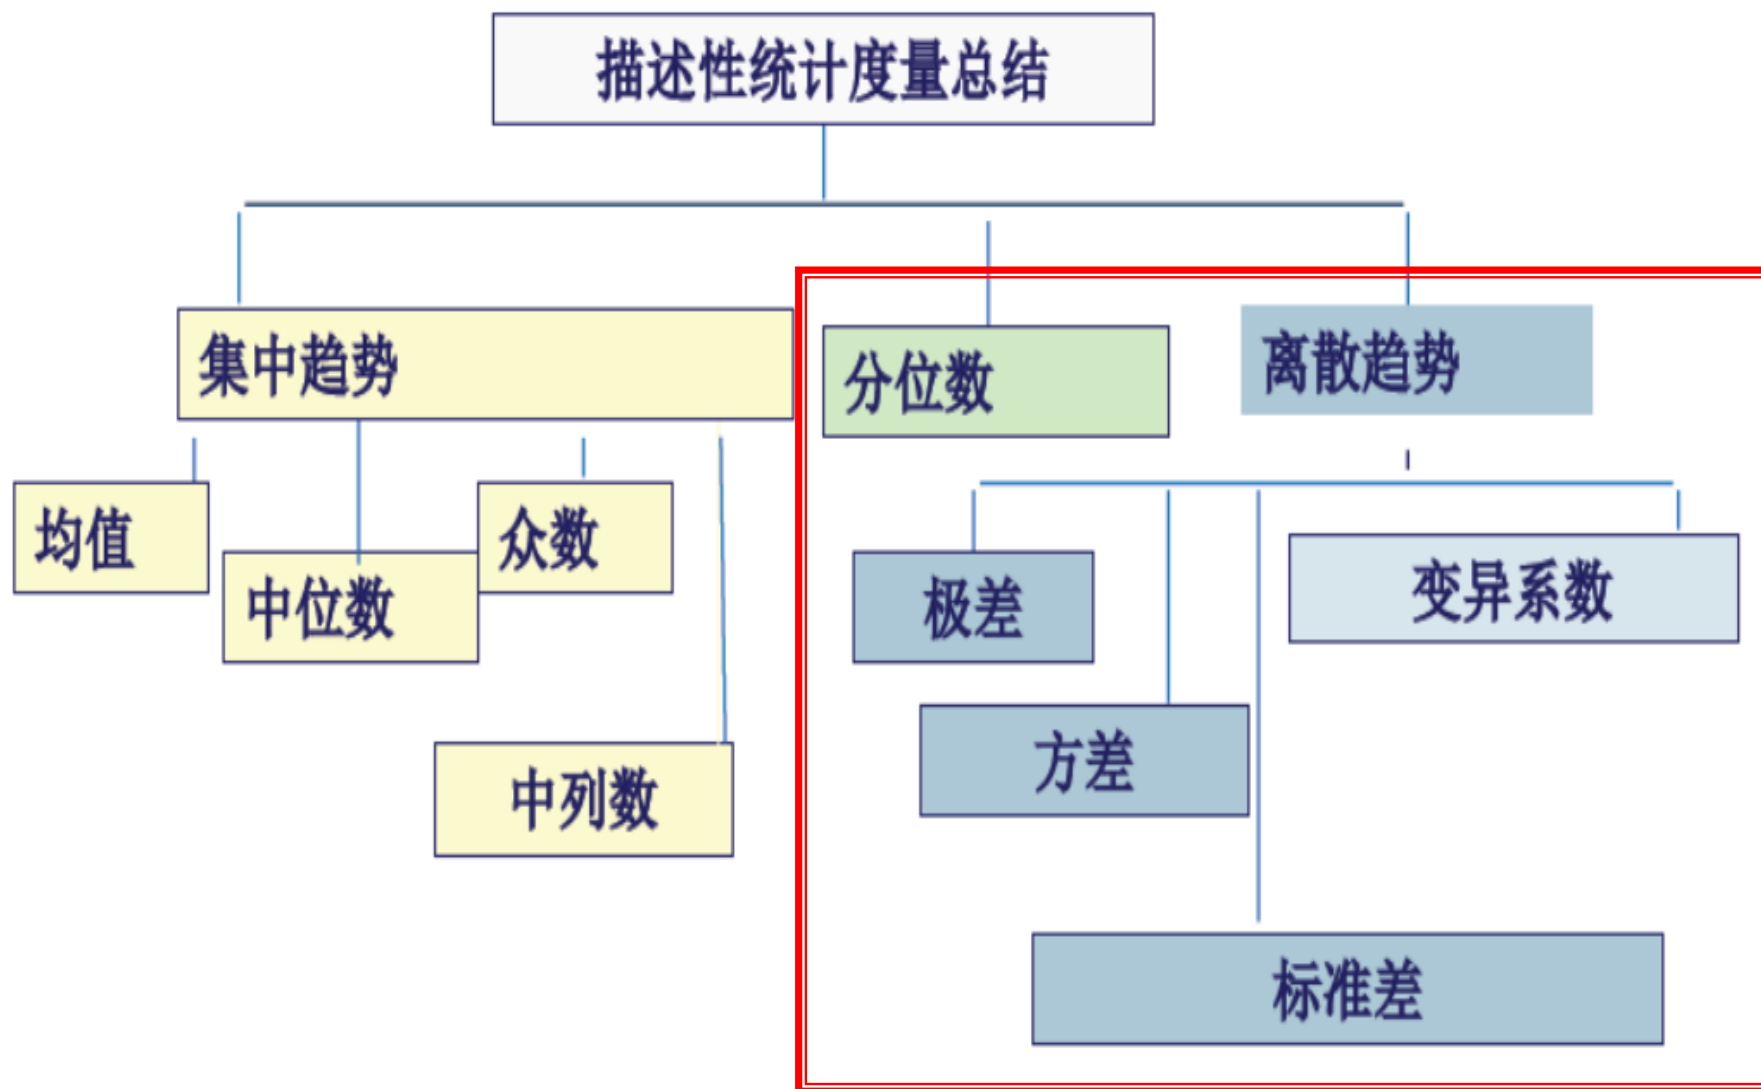 描述性统计度量总结
集中趋势
分位数
离散趋势
均值
中位数
众数
中列数
极差
方差
标准差
变异系数